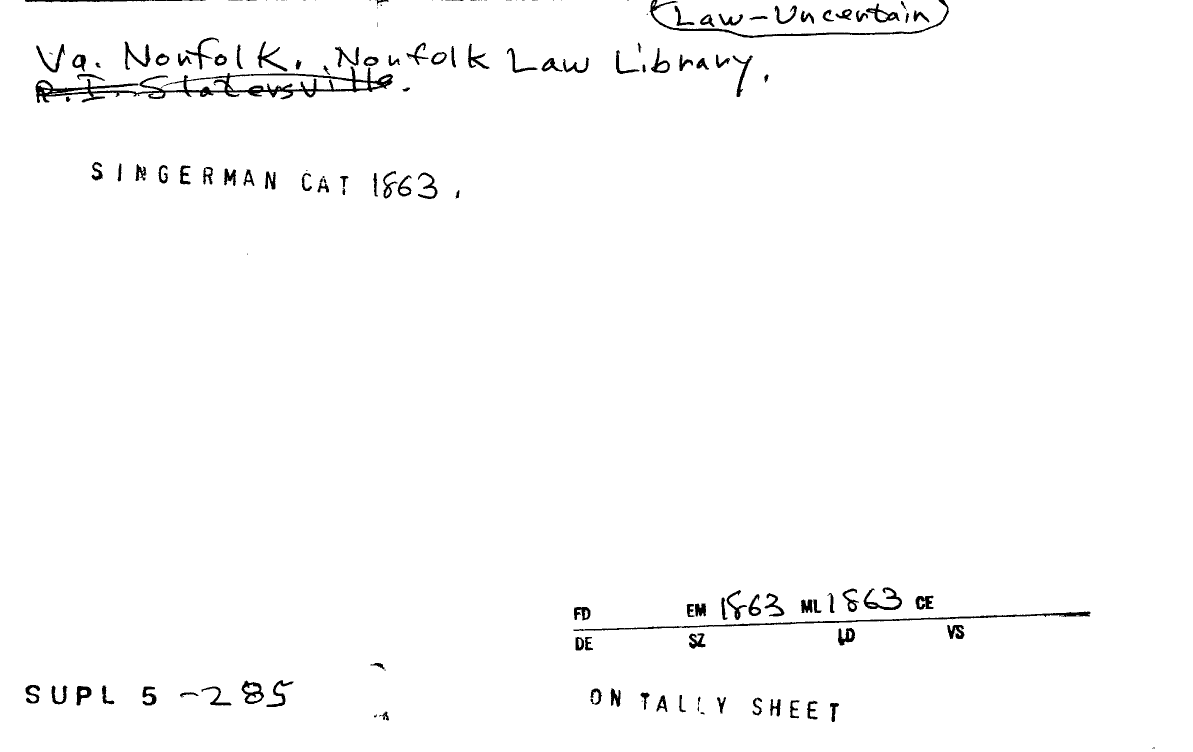 Law-Uncertain
Va. Norfolk. Norfolk Law Library.
R.I. Slatersville.
SINGERMAN CAT 1863.
FD EM 1863 ML 1863 CE
DE SZ LD VS
SUPL 5 -285
ON TALLY SHEET